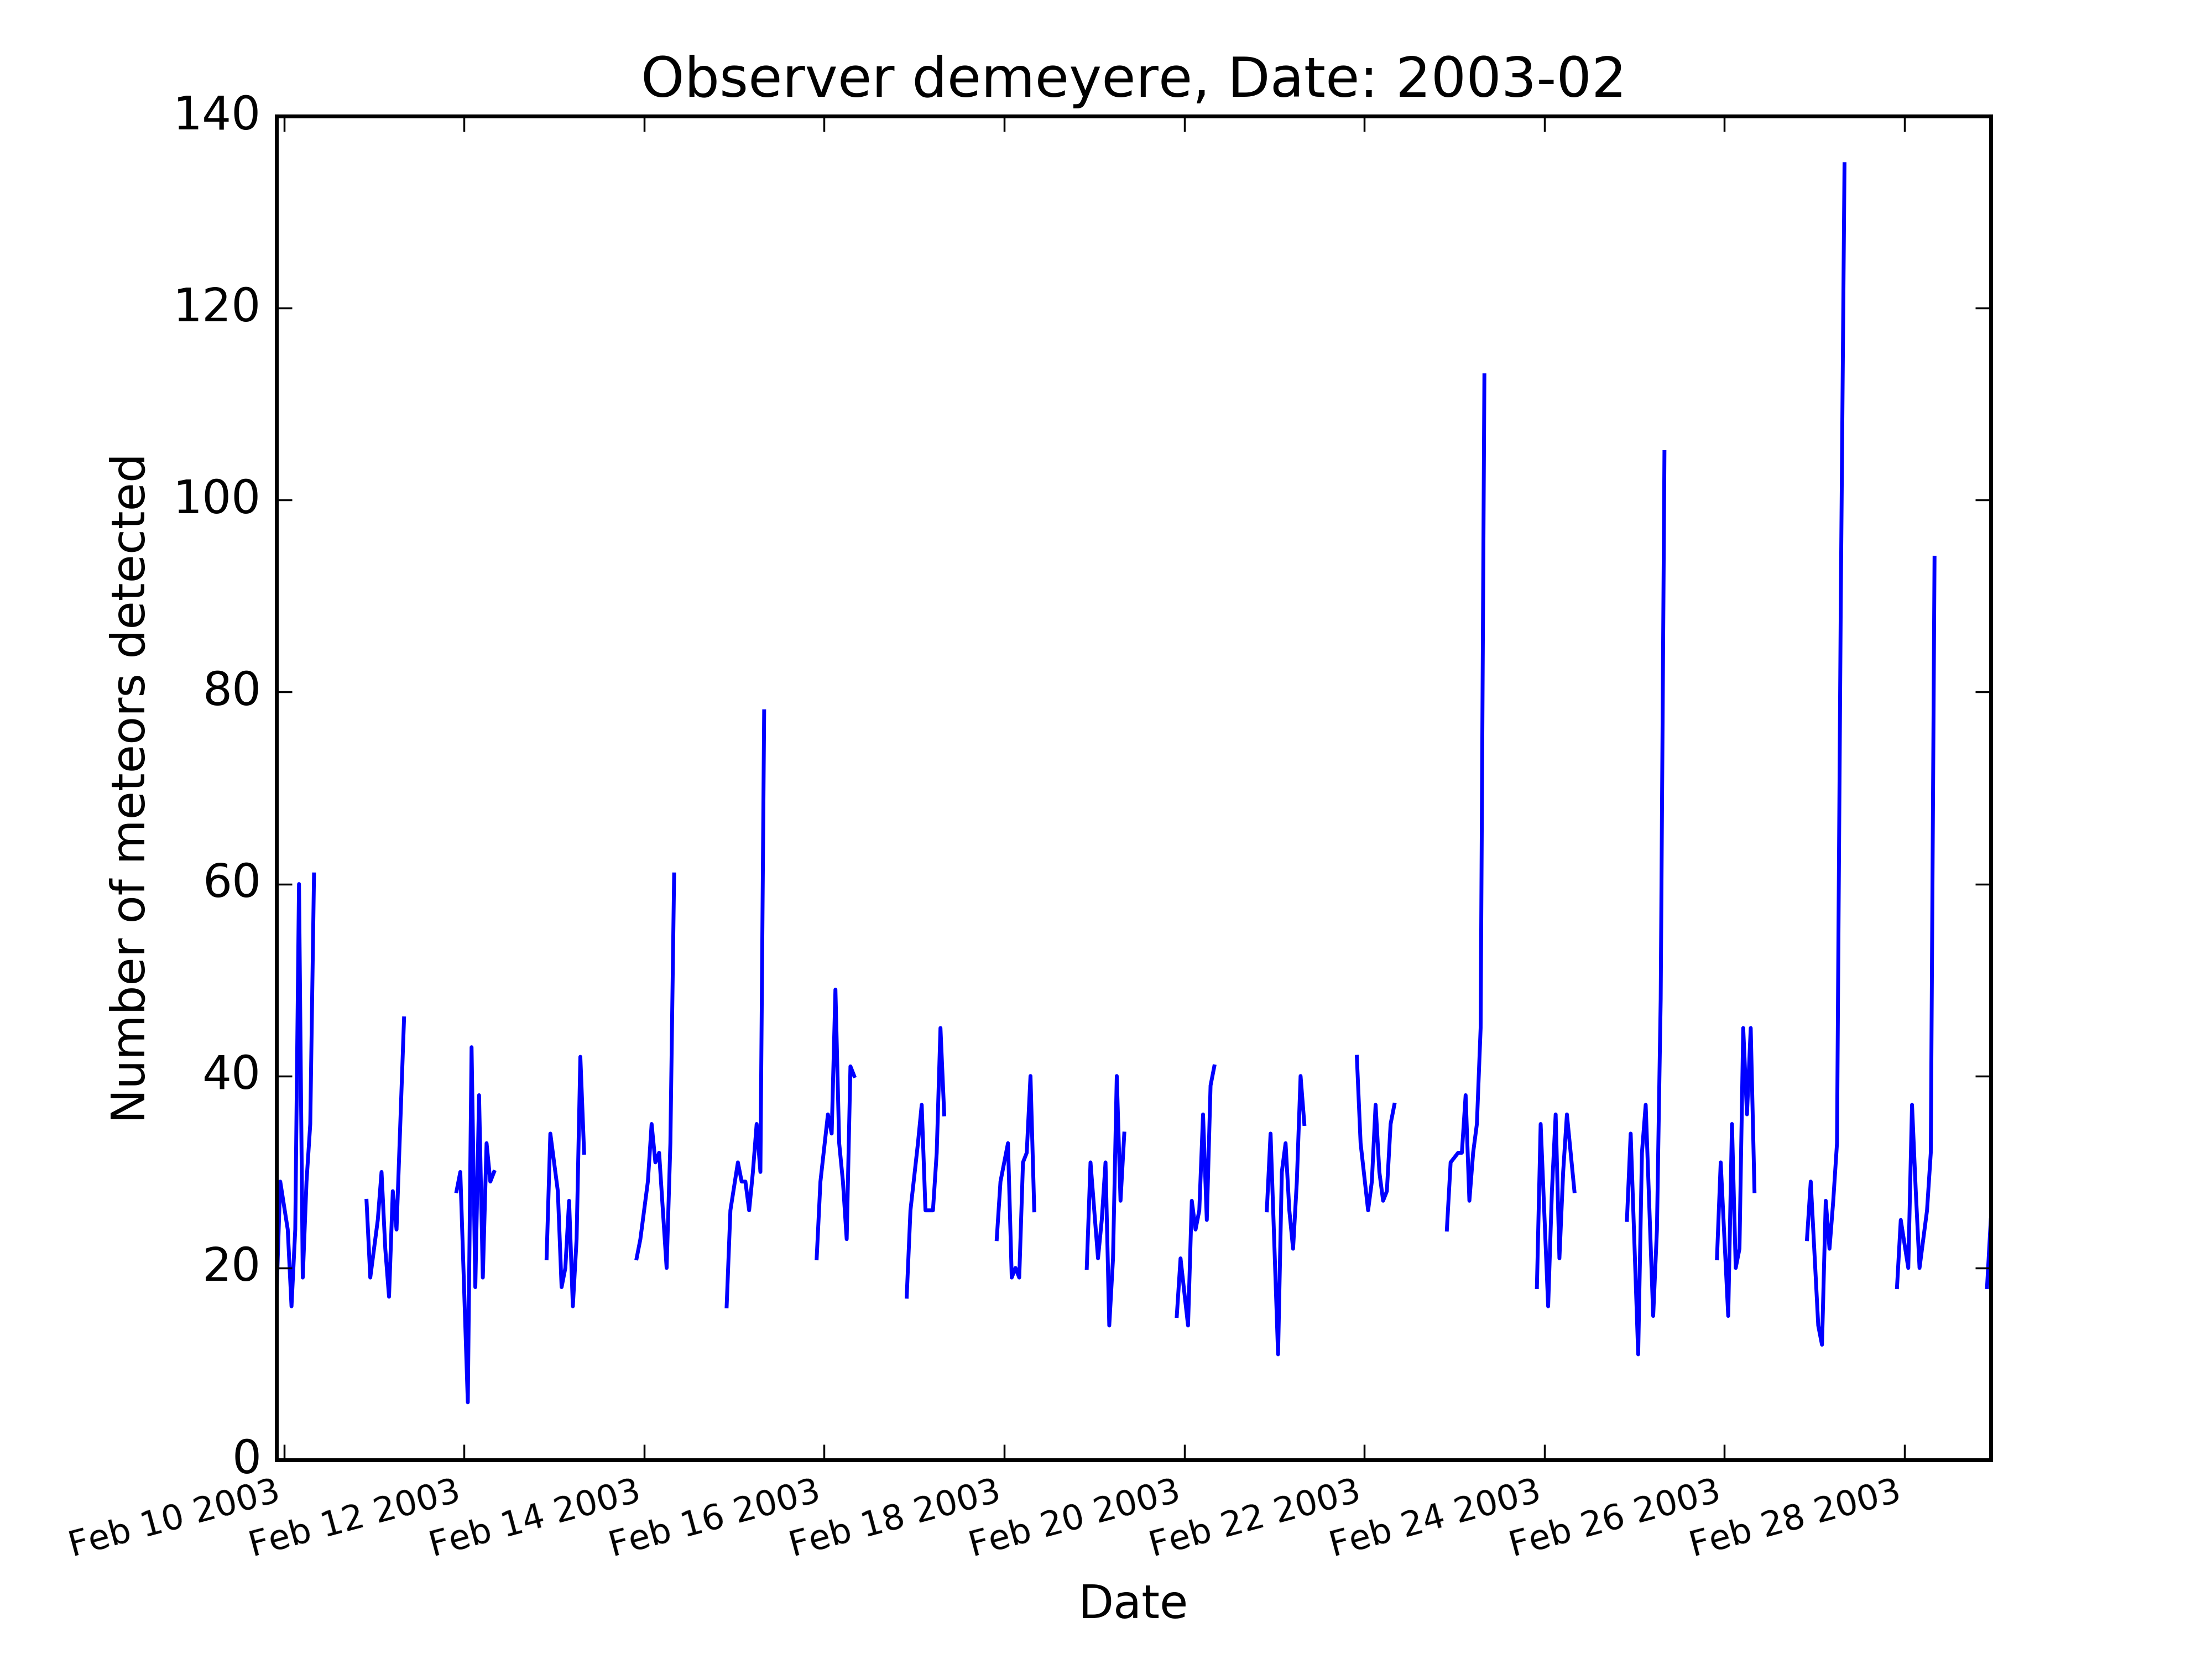 Observer demeyere, Date: 2003-02
Number of meteors detected
140
120
100
80
60
40
20
0
Feb 10 2003
Feb 12 2003
Feb 14 2003
Feb 16 2003
Feb 18 2003
Feb 20 2003
Feb 22 2003
Feb 24 2003
Feb 26 2003
Feb 28 2003
Date